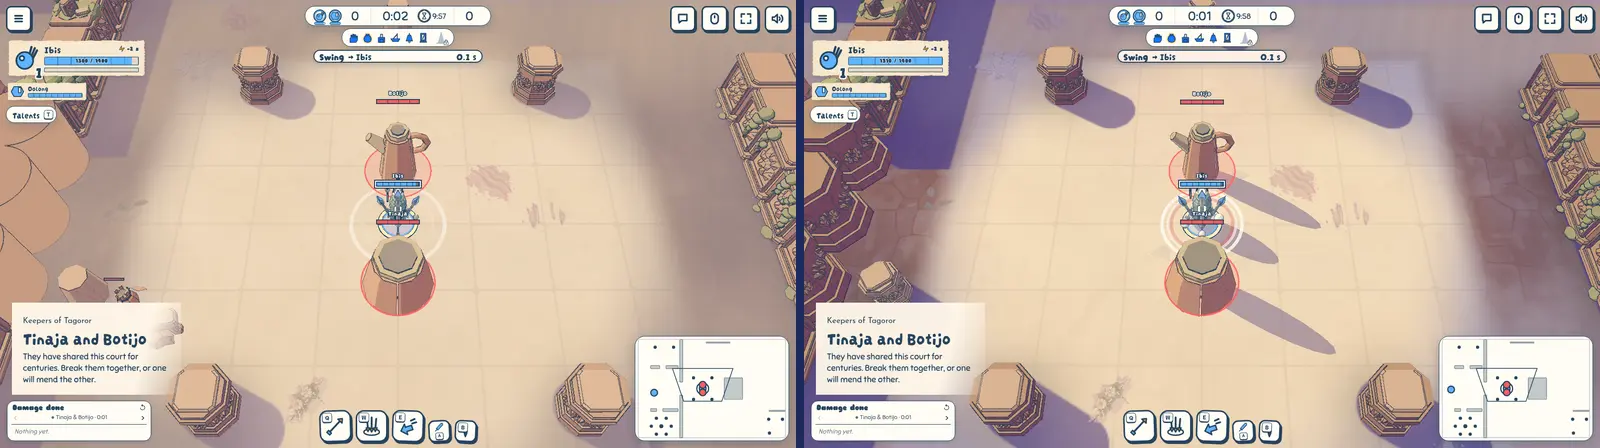 0 0:02 9:57 0
Swing → Ibis 0.1 s
Ibis
1
Oolong
Talents T
Botijo
Ibis
Tinaja
Keepers of Tagoror
Tinaja and Botijo
They have shared this court for
centuries. Break them together, or one
will mend the other.
Damage done
Tinaja & Botijo · 0:01
Nothing yet.
Q W E A
0 0:01 9:58 0
Swing → Ibis 0.1 s
Ibis
1
Oolong
Talents T
Botijo
Ibis
Tinaja
Keepers of Tagoror
Tinaja and Botijo
They have shared this court for
centuries. Break them together, or one
will mend the other.
Damage done
Tinaja & Botijo · 0:01
Nothing yet.
Q W E A